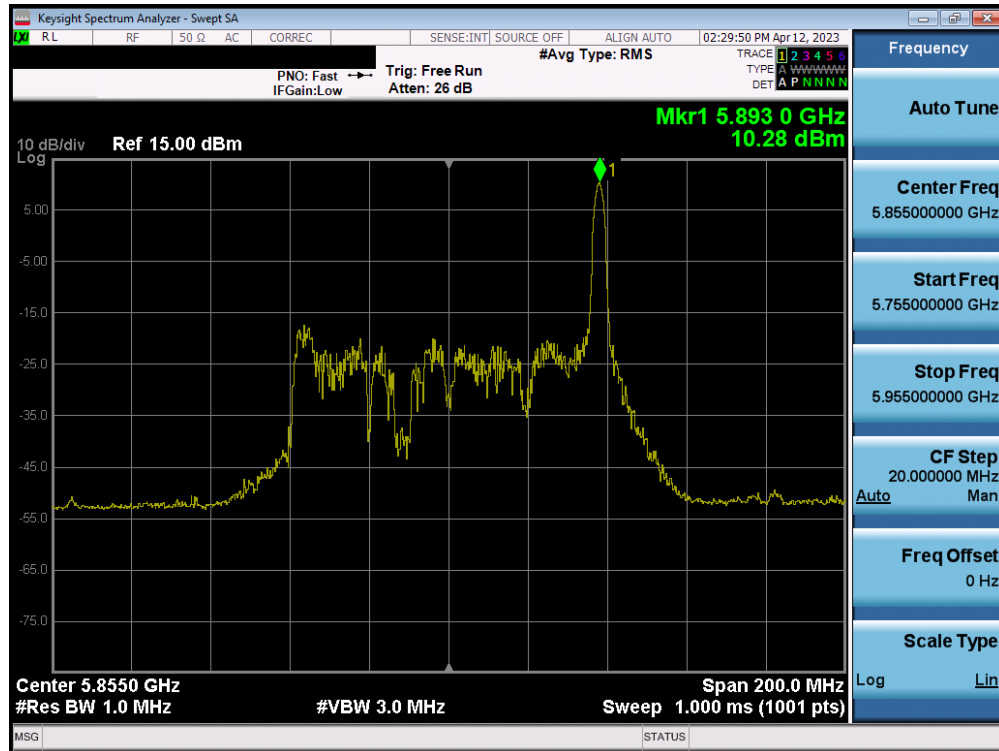 Keysight Spectrum Analyzer - Swept SA
LXI RL RF 50 Ω AC CORREC SENSE:INT SOURCE OFF ALIGN AUTO 02:29:50 PM Apr 12, 2023
#Avg Type: RMS
TRACE 1 2 3 4 5 6
TYPE A WWWWW
DET A P N N N N
PNO: Fast
IFGain:Low
Trig: Free Run
Atten: 26 dB
Mkr1 5.893 0 GHz
10.28 dBm
10 dB/div Ref 15.00 dBm
Log
1
5.00
-5.00
-15.0
-25.0
-35.0
-45.0
-55.0
-65.0
-75.0
Center 5.8550 GHz Span 200.0 MHz
#Res BW 1.0 MHz #VBW 3.0 MHz Sweep 1.000 ms (1001 pts)
MSG STATUS
Frequency
Auto Tune
Center Freq
5.855000000 GHz
Start Freq
5.755000000 GHz
Stop Freq
5.955000000 GHz
CF Step
20.000000 MHz
Auto Man
Freq Offset
0 Hz
Scale Type
Log Lin